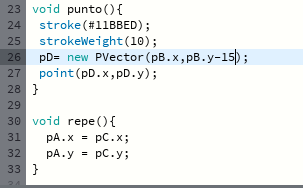 23 void punto(){
24  stroke(#11BBED);
25  strokeWeight(10);
26  pD= new PVector(pB.x,pB.y-15);
27  point(pD.x,pD.y);
28 }
29
30 void repe(){
31   pA.x = pC.x;
32   pA.y = pC.y;
33 }